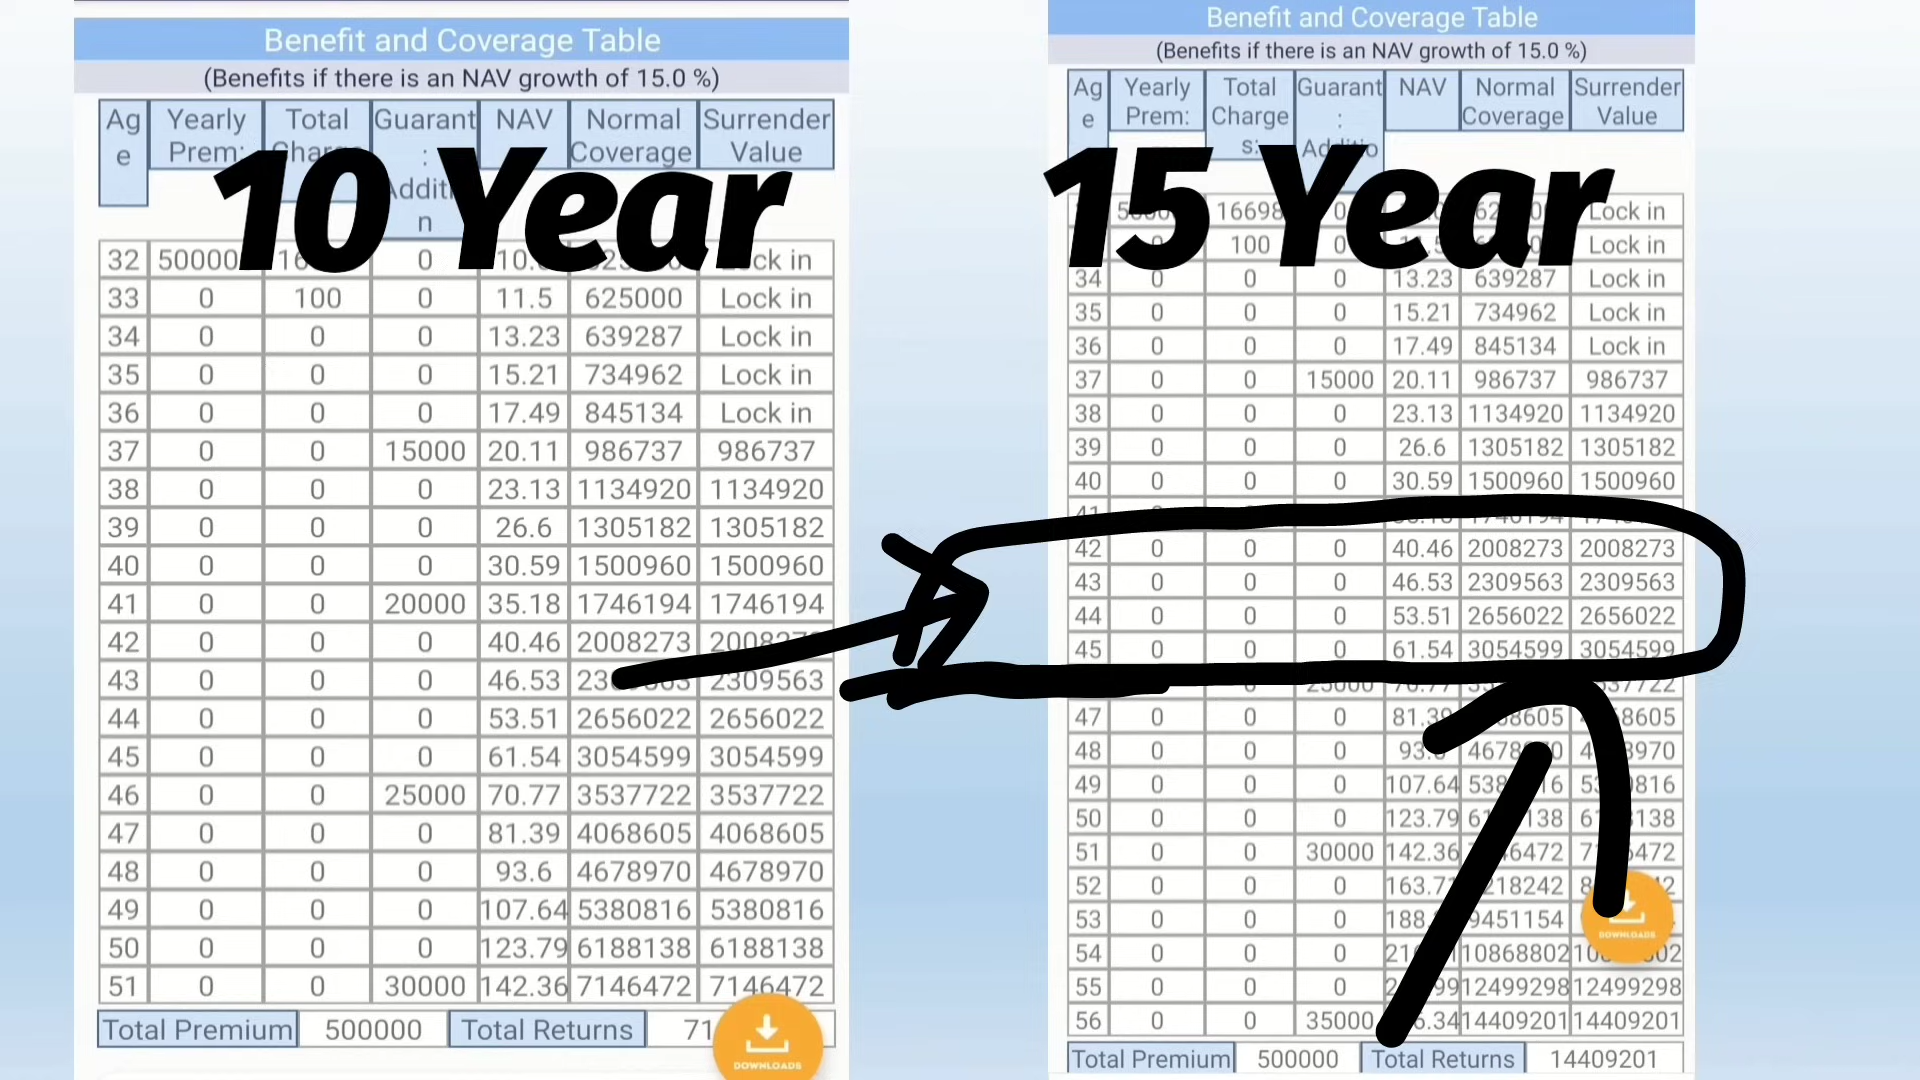 Benefit and Coverage Table
(Benefits if there is an NAV growth of 15.0 %)
Ag e Yearly Prem: Total Guarant : n NAV Normal Coverage Surrender Value
10 Year
32 50000 0 ck in
33 0 100 0 11.5 625000 Lock in
34 0 0 0 13.23 639287 Lock in
35 0 0 0 15.21 734962 Lock in
36 0 0 0 17.49 845134 Lock in
37 0 0 15000 20.11 986737 986737
38 0 0 0 23.13 1134920 1134920
39 0 0 0 26.6 1305182 1305182
40 0 0 0 30.59 1500960 1500960
41 0 0 20000 35.18 1746194 1746194
42 0 0 0 40.46 2008273
43 0 0 0 46.53 2309563
44 0 0 0 53.51 2656022 2656022
45 0 0 0 61.54 3054599 3054599
46 0 0 25000 70.77 3537722 3537722
47 0 0 0 81.39 4068605 4068605
48 0 0 0 93.6 4678970 4678970
49 0 0 0 107.64 5380816 5380816
50 0 0 0 123.79 6188138 6188138
51 0 0 30000 142.36 7146472 7146472
Total Premium 500000 Total Returns 71
DOWNLOADS
Benefit and Coverage Table
(Benefits if there is an NAV growth of 15.0 %)
Ag e Yearly Prem: Total Charge s: Guarant : Additio NAV Normal Coverage Surrender Value
15 Year
16698 0 Lock in
100 0 Lock in
34 0 0 0 13.23 639287 Lock in
35 0 0 0 15.21 734962 Lock in
36 0 0 0 17.49 845134 Lock in
37 0 0 15000 20.11 986737 986737
38 0 0 0 23.13 1134920 1134920
39 0 0 0 26.6 1305182 1305182
40 0 0 0 30.59 1500960 1500960
42 0 0 0 40.46 2008273 2008273
43 0 0 0 46.53 2309563 2309563
44 0 0 0 53.51 2656022 2656022
45 0 0 0 61.54 3054599 3054599
47 0 0 0
48 0 0 0
49 0 0 0 107.64
50 0 0 0 123.79
51 0 0 30000 142.36
52 0 0 0
53 0 0 0 9451154
54 0 0 0 10868802
55 0 0 0 12499298 12499298
56 0 0 35000 14409201 14409201
Total Premium 500000 Total Returns 14409201
DOWNLOADS